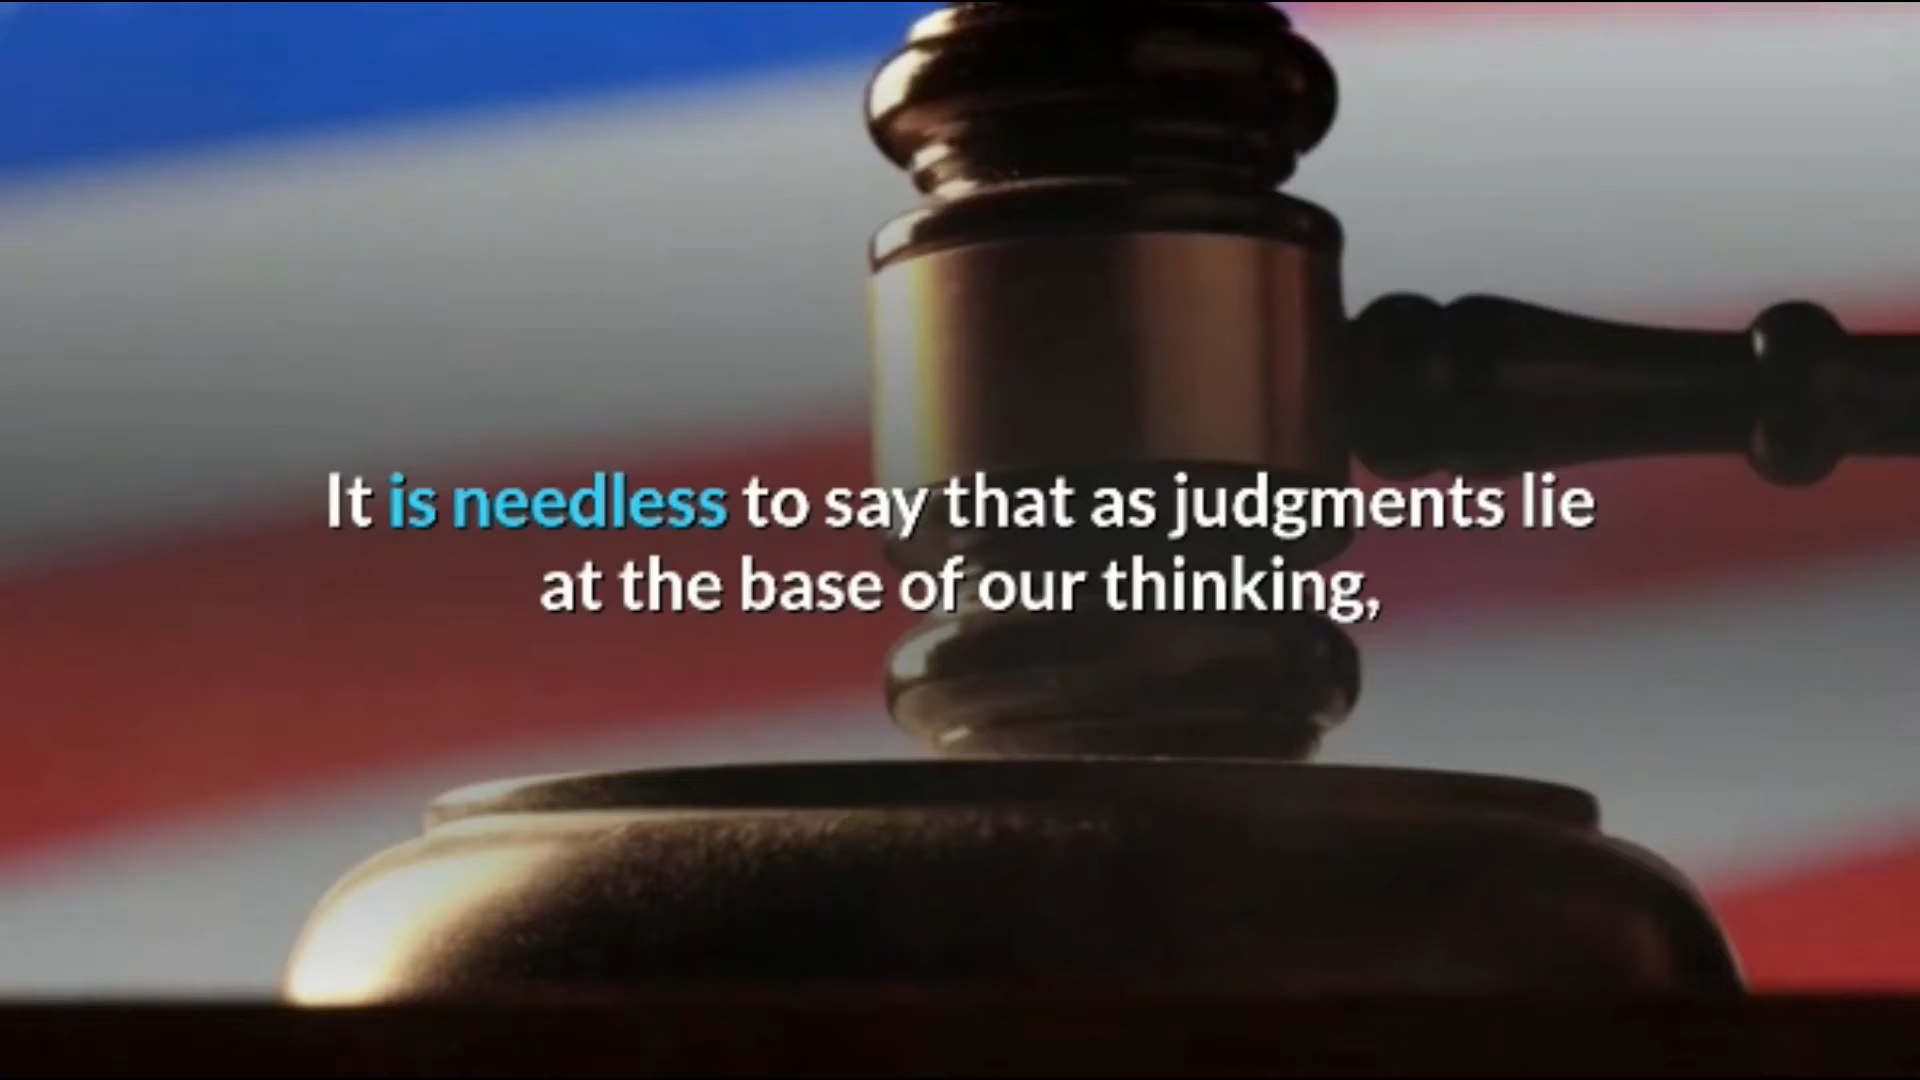 It is needless to say that as judgments lie
at the base of our thinking,